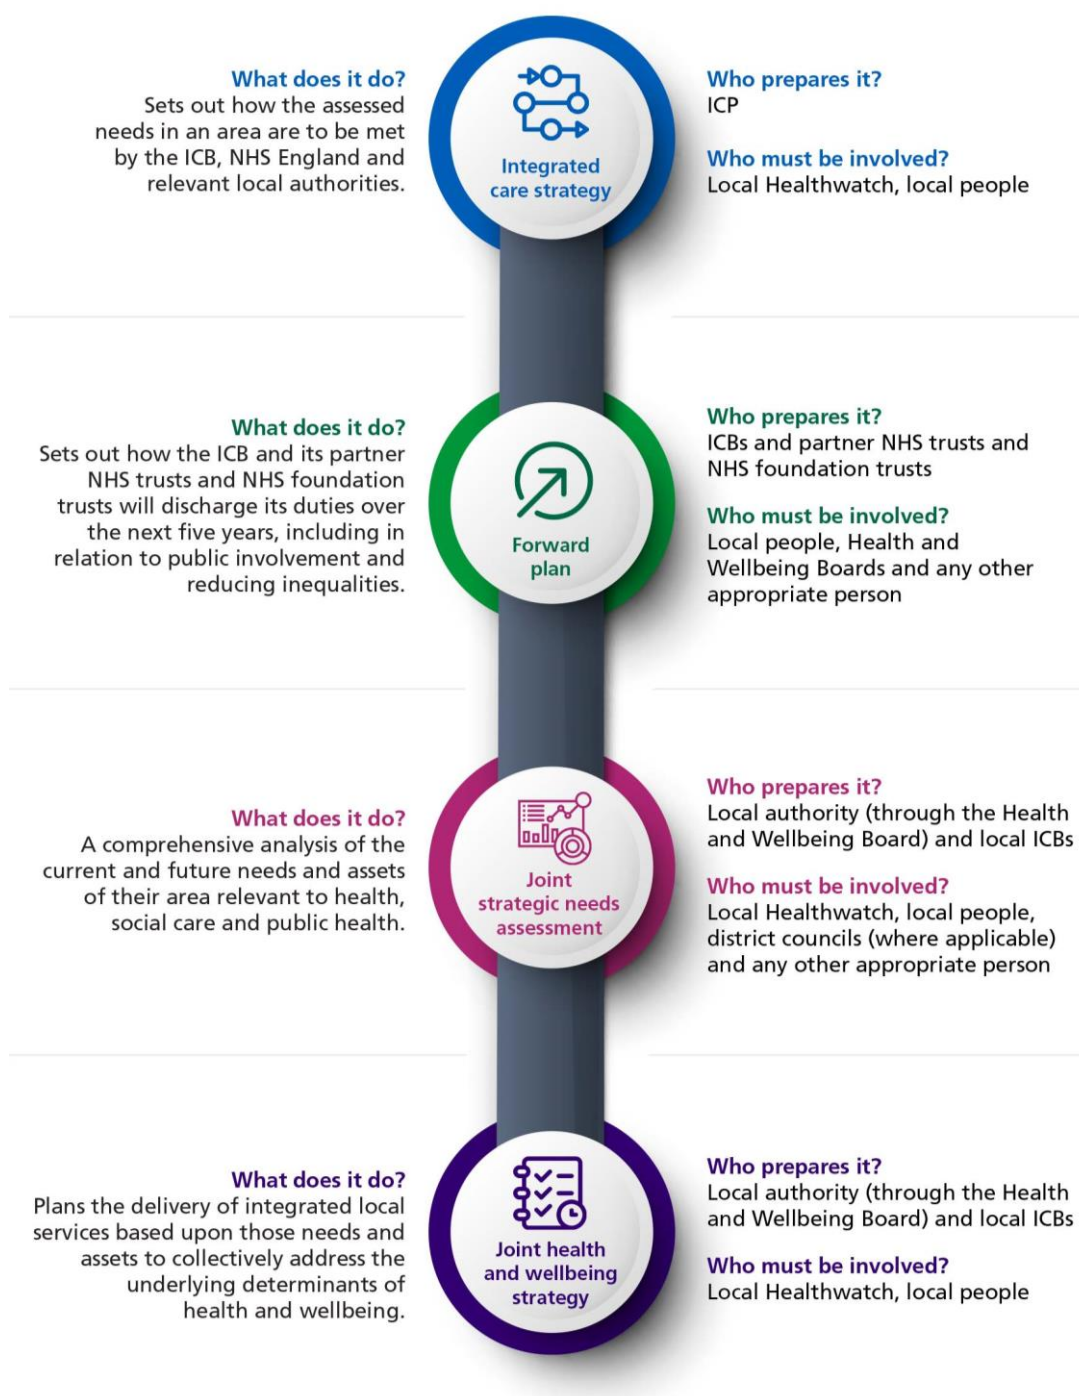 What does it do?
Sets out how the assessed
needs in an area are to be met
by the ICB, NHS England and
relevant local authorities.
Integrated
care strategy
Who prepares it?
ICP
Who must be involved?
Local Healthwatch, local people
What does it do?
Sets out how the ICB and its partner
NHS trusts and NHS foundation
trusts will discharge its duties over
the next five years, including in
relation to public involvement and
reducing inequalities.
Forward
plan
Who prepares it?
ICBs and partner NHS trusts and
NHS foundation trusts
Who must be involved?
Local people, Health and
Wellbeing Boards and any other
appropriate person
What does it do?
A comprehensive analysis of the
current and future needs and assets
of their area relevant to health,
social care and public health.
Joint
strategic needs
assessment
Who prepares it?
Local authority (through the Health
and Wellbeing Board) and local ICBs
Who must be involved?
Local Healthwatch, local people,
district councils (where applicable)
and any other appropriate person
What does it do?
Plans the delivery of integrated local
services based upon those needs and
assets to collectively address the
underlying determinants of
health and wellbeing.
Joint health
and wellbeing
strategy
Who prepares it?
Local authority (through the Health
and Wellbeing Board) and local ICBs
Who must be involved?
Local Healthwatch, local people